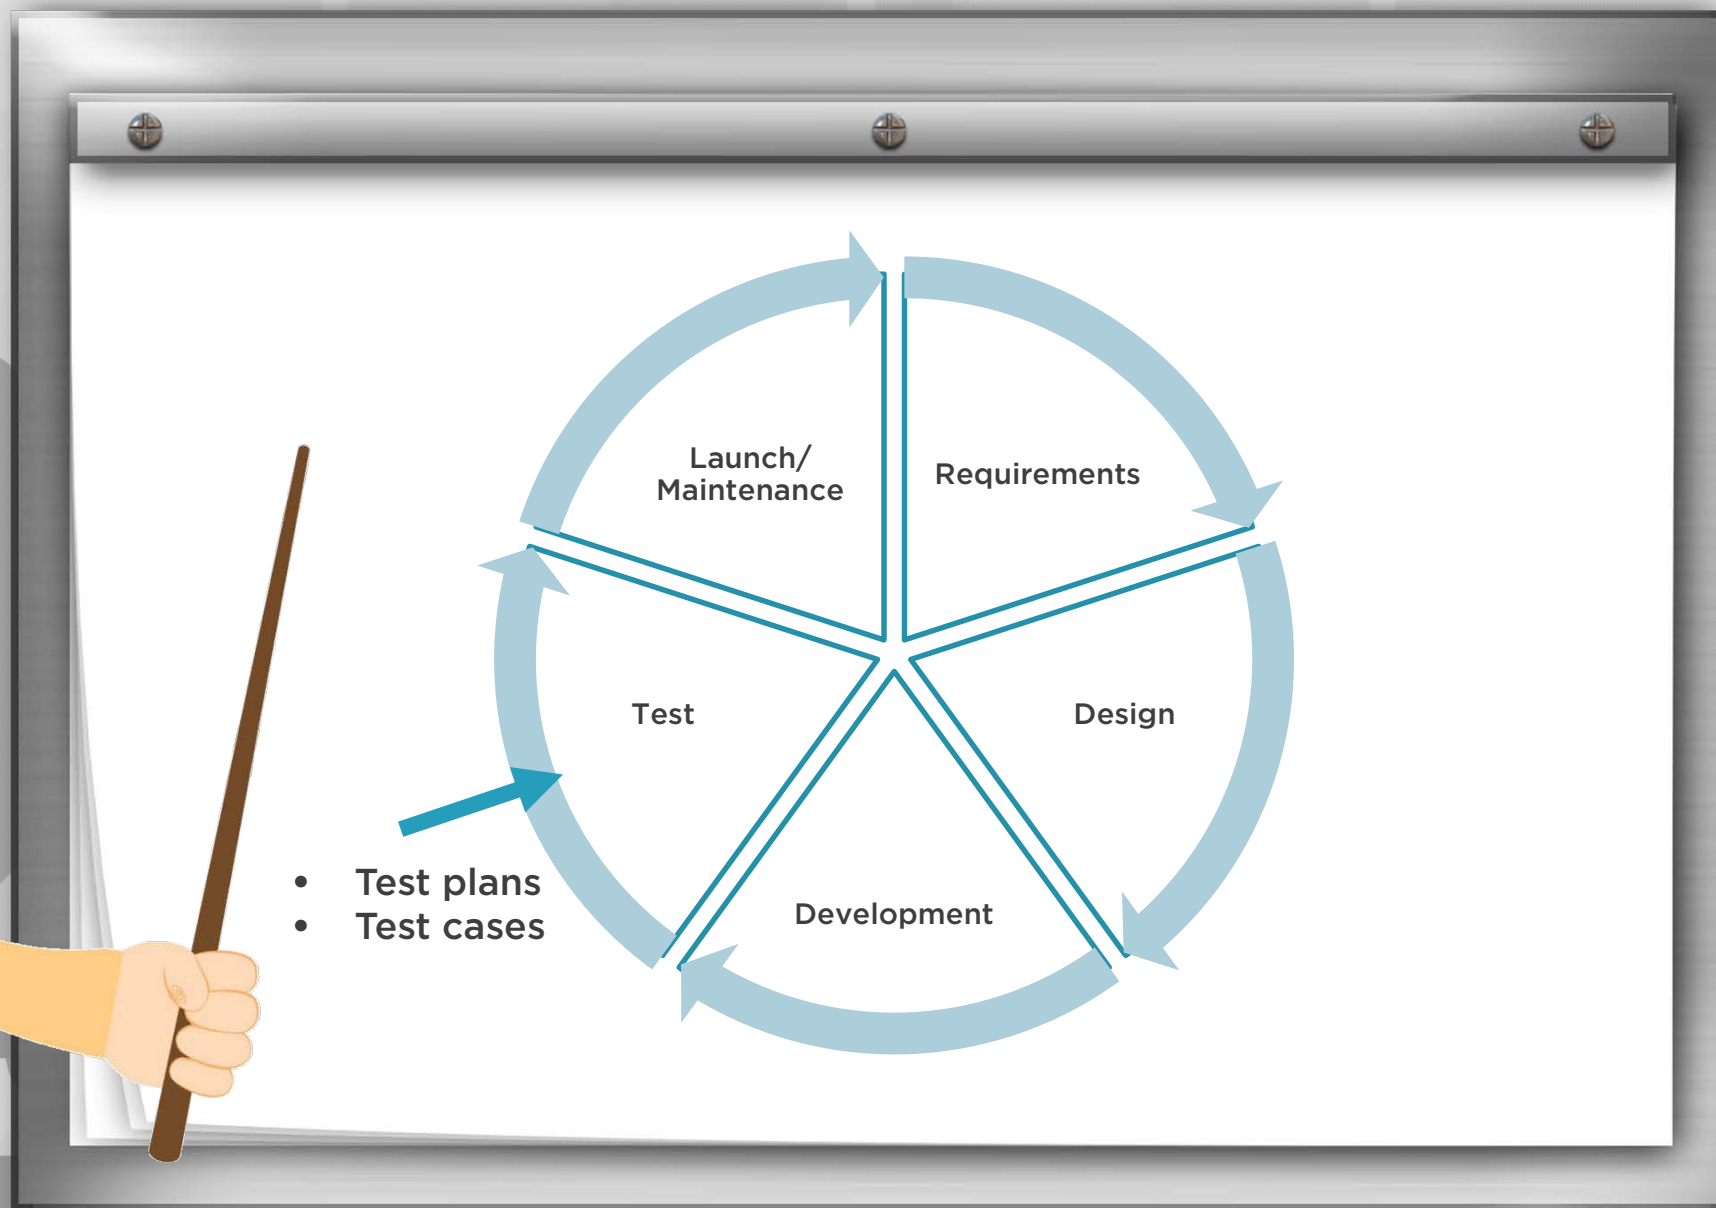 Launch/
Maintenance
Requirements
Test
Design
Development
• Test plans
• Test cases